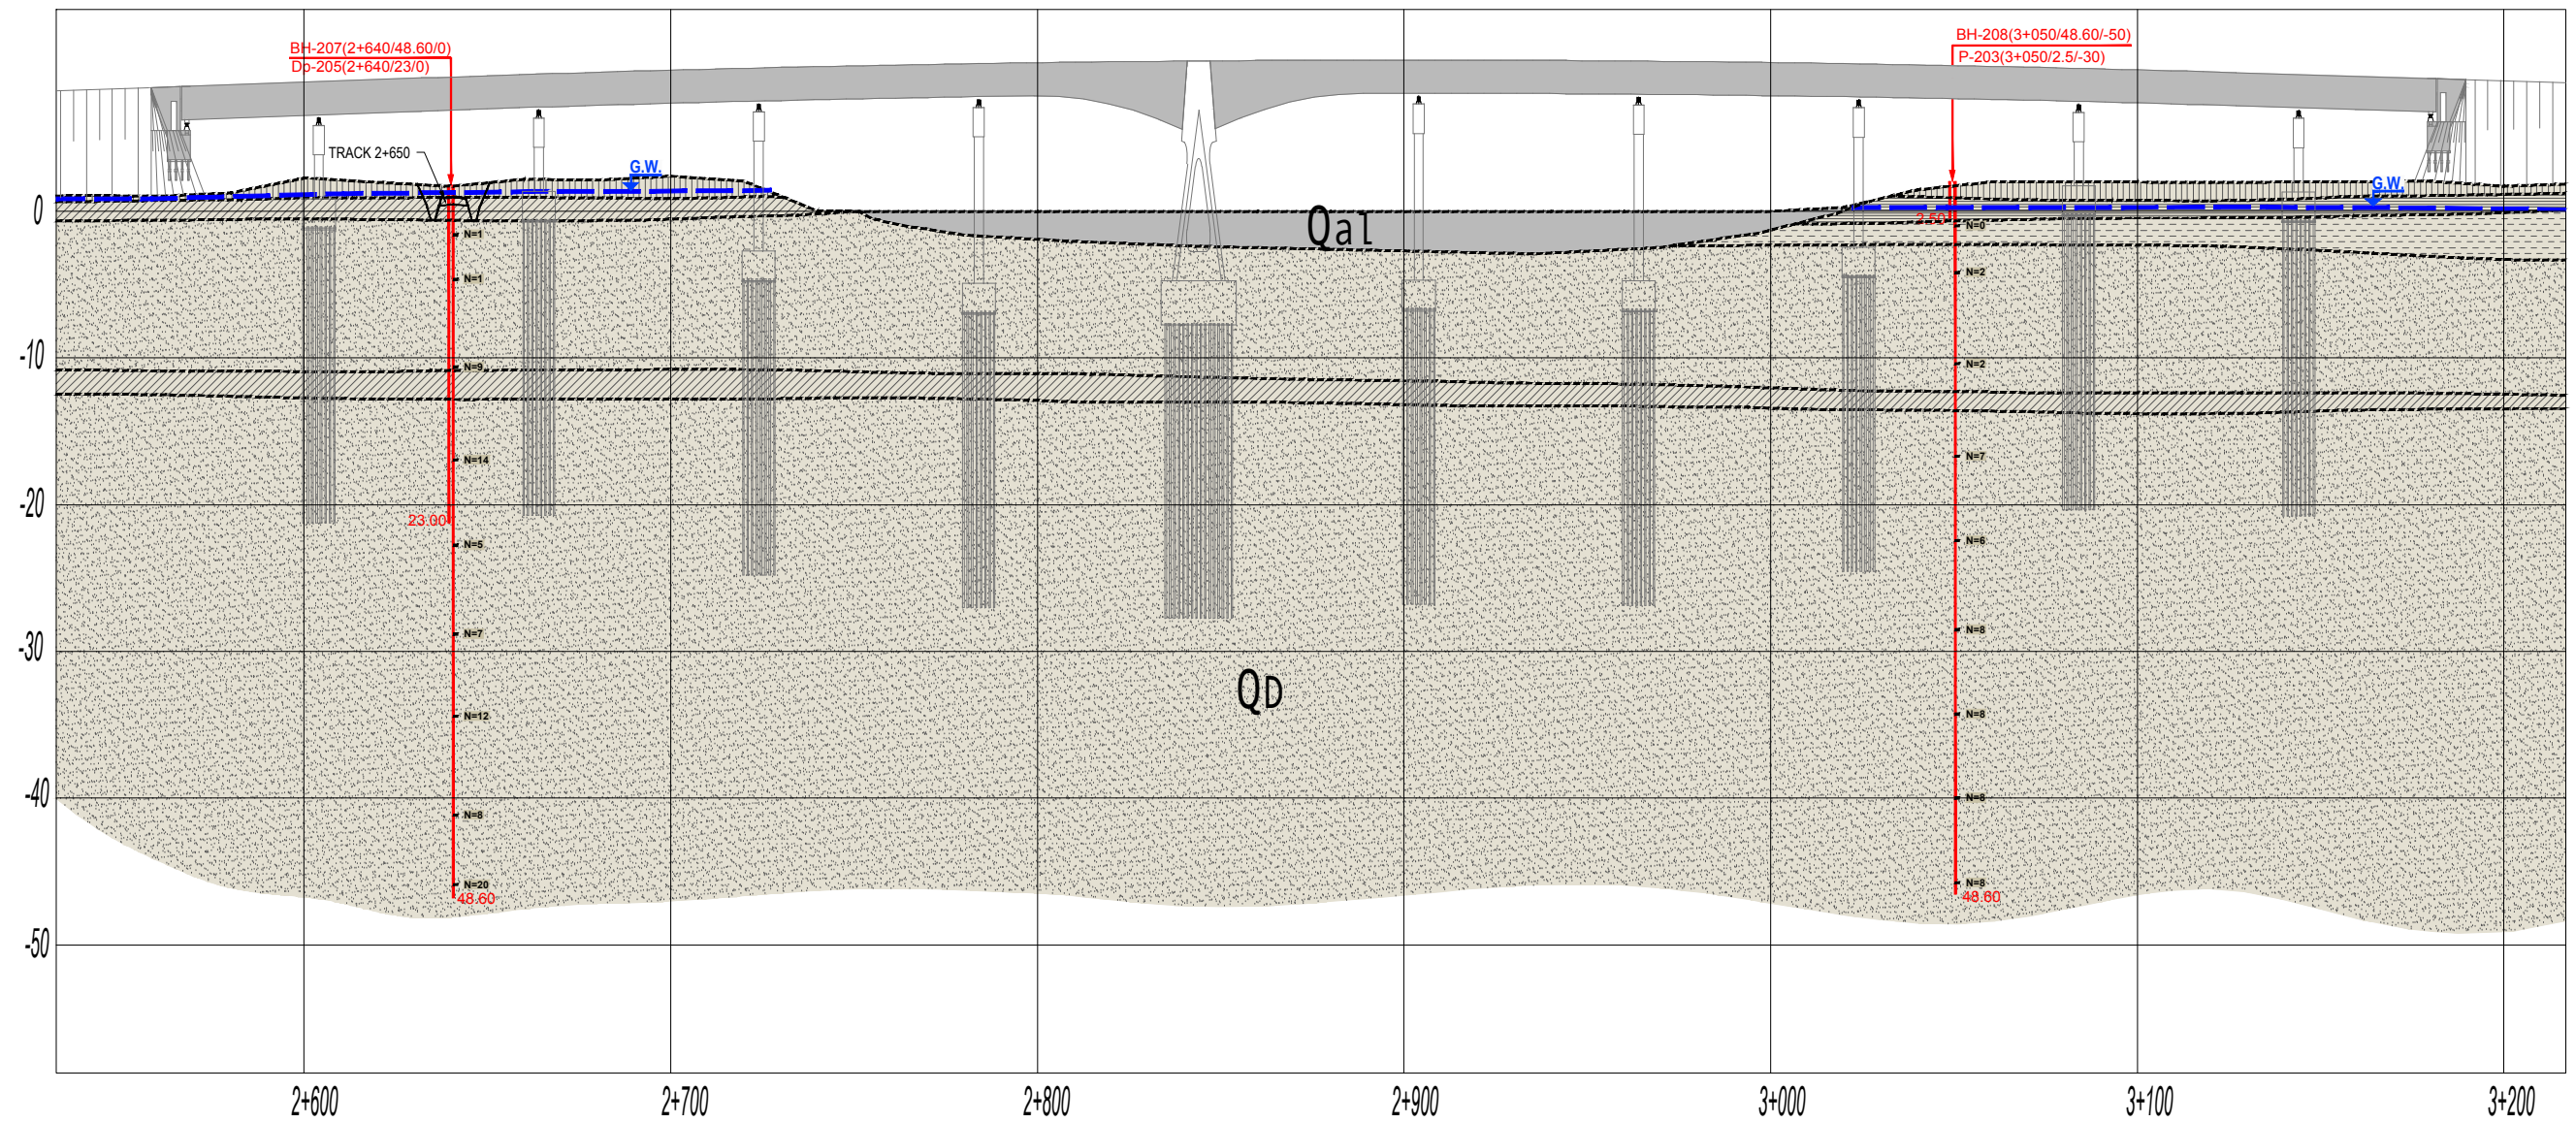 BH-207(2+640/48.60/0)
Dp-205(2+640/23/0)
BH-208(3+050/48.60/-50)
P-203(3+050/2.5/-30)
TRACK 2+650
G.W.
G.W.
0
Qal
2.50
N=1
N=0
N=1
N=2
-10
N=9
N=2
N=14
N=7
-20
23.00
N=5
N=6
N=7
N=8
-30
QD
N=12
N=8
-40
N=8
N=8
N=20
N=8
48.60
48.60
-50
2+600
2+700
2+800
2+900
3+000
3+100
3+200